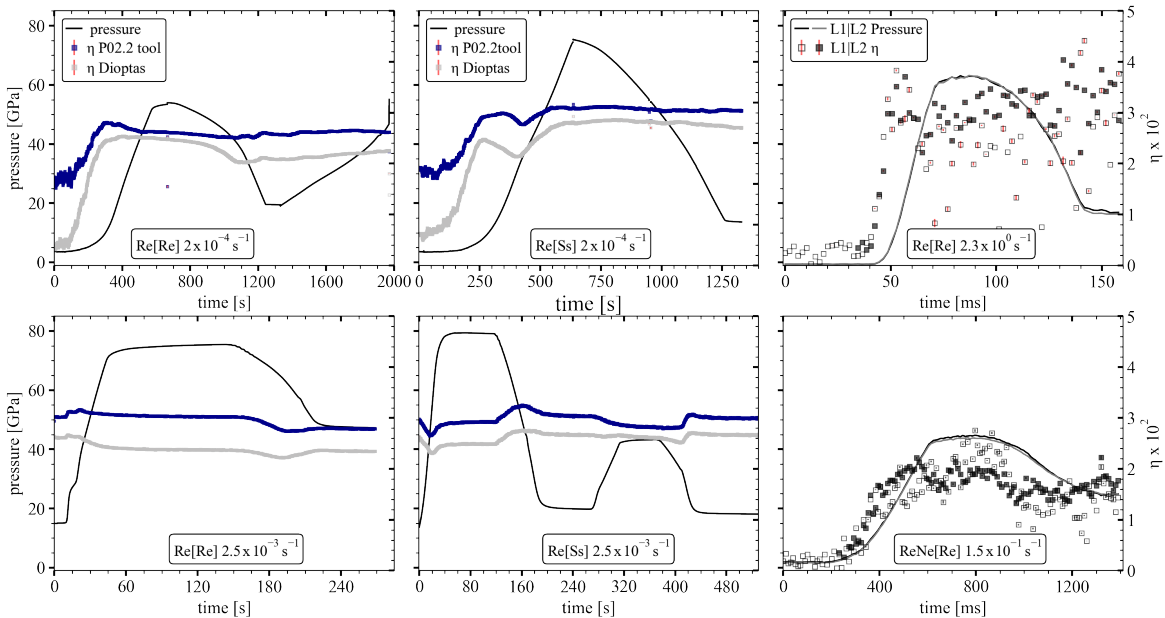 80
60
40
20
0
pressure [GPa]
pressure
η P02.2 tool
η Dioptas
Re[Re] 2 x 10⁻⁴ s⁻¹
0 400 800 1200 1600 2000
time [s]
pressure
η P02.2tool
η Dioptas
Re[Ss] 2 x 10⁻⁴ s⁻¹
0 250 500 750 1000 1250
time [s]
L1|L2 Pressure
L1|L2 η
Re[Re] 2.3 x 10⁰ s⁻¹
0 50 100 150
time [ms]
5
4
3
2
1
0
η x 10²
80
60
40
20
0
pressure [GPa]
Re[Re] 2.5 x 10⁻³ s⁻¹
0 60 120 180 240
time [s]
Re[Ss] 2.5 x 10⁻³ s⁻¹
0 80 160 240 320 400 480
time [s]
ReNe[Re] 1.5 x 10⁻¹ s⁻¹
0 400 800 1200
time [ms]
5
4
3
2
1
0
η x 10²